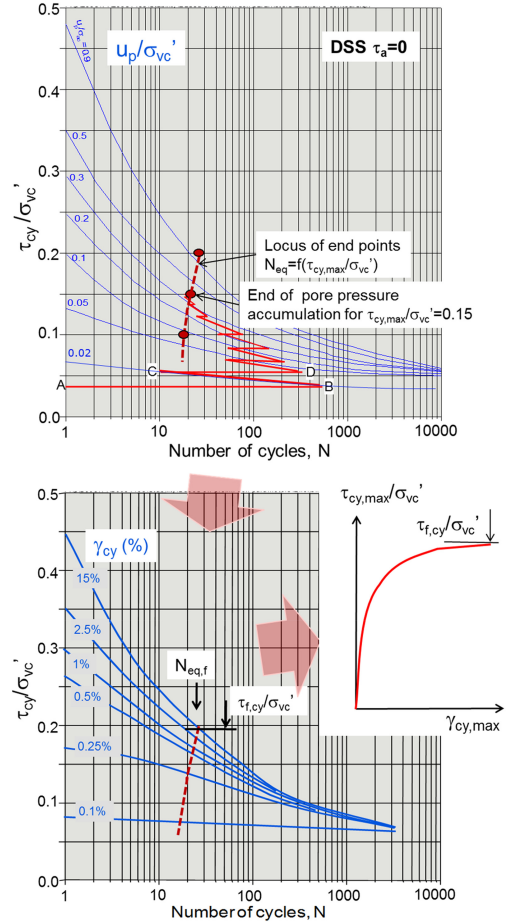 0.5
uₚ/σᵥc=0.9
uₚ/σᵥc’
DSS τₐ=0
0.4
0.5
0.3
0.3
0.2
τcy/σᵥc’
0.2
0.1
Locus of end points
Nₑq=f(τcy,max/σᵥc’)
0.05
End of pore pressure
accumulation for τcy,max/σᵥc’=0.15
0.1
0.02
C
D
A
B
0.0
1
10
100
1000
10000
Number of cycles, N
0.5
γcy (%)
15%
0.4
2.5%
1%
0.3
0.5%
τcy/σᵥc’
Nₑq,f
τf,cy/σᵥc’
0.2
0.25%
0.1
0.1%
0.0
1
10
100
1000
10000
Number of cycles, N
τcy,max/σᵥc’
τf,cy/σᵥc’
γcy,max